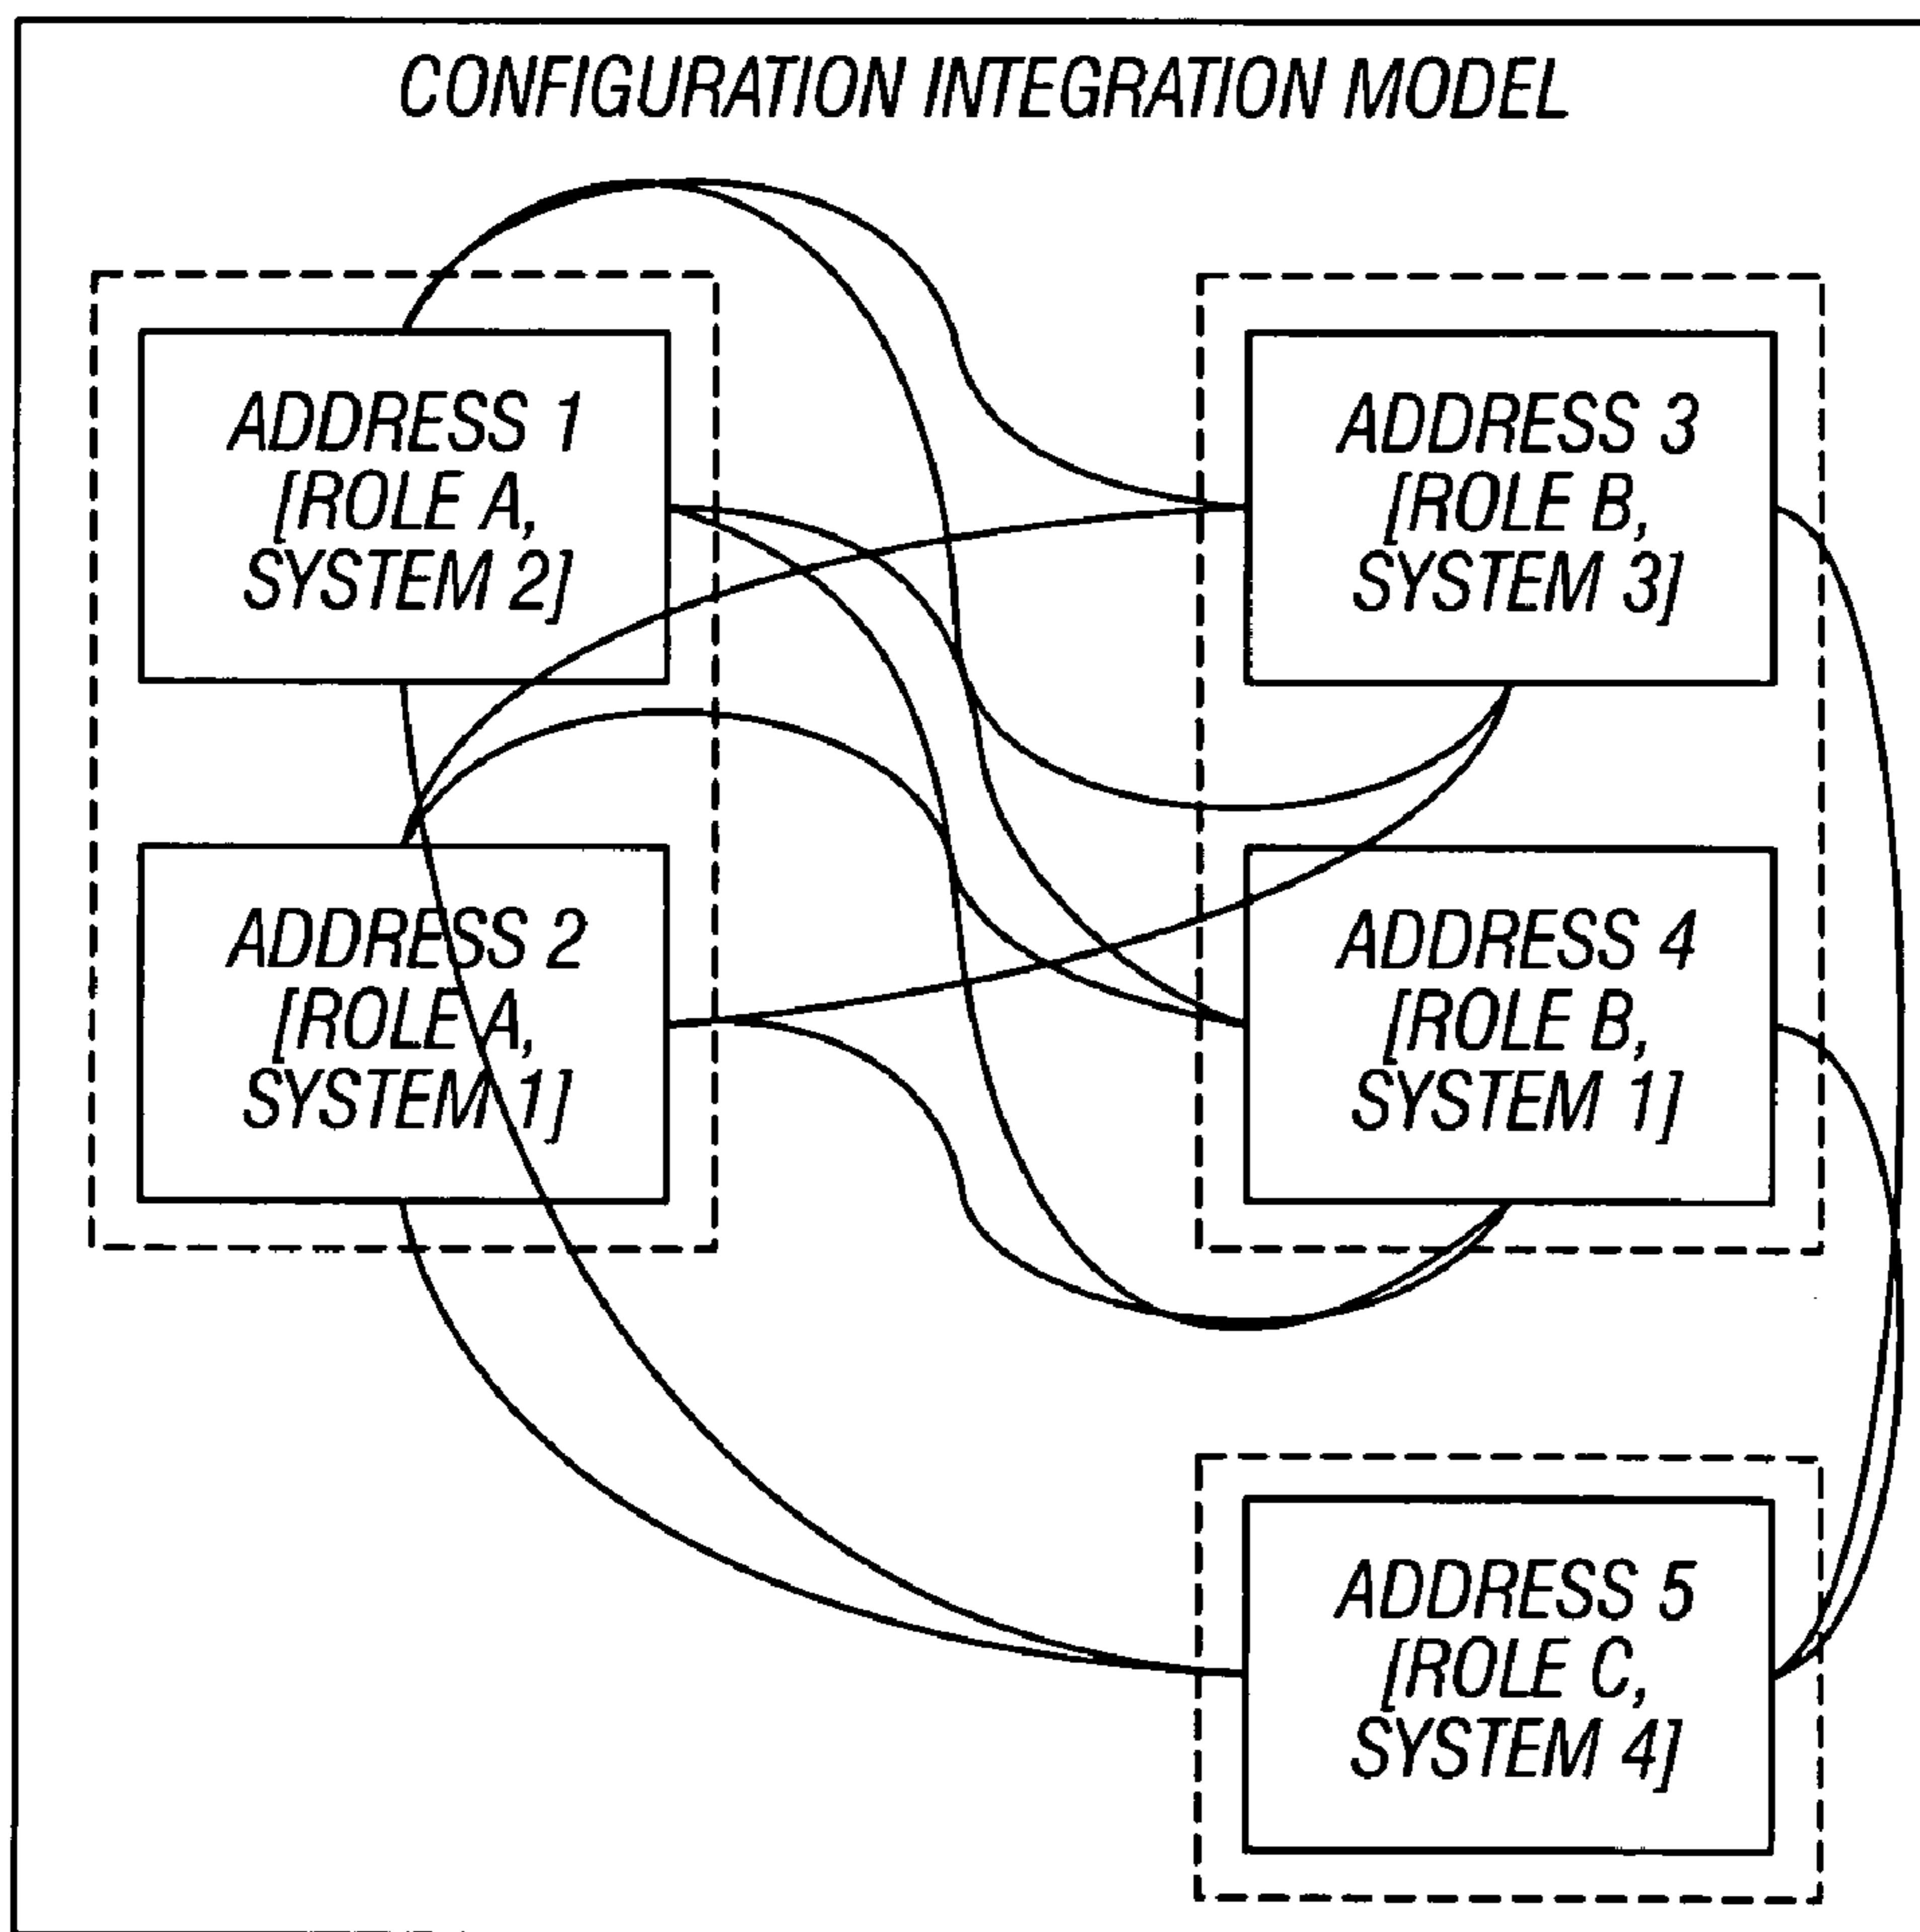 CONFIGURATION INTEGRATION MODEL
ADDRESS 1
[ROLE A,
SYSTEM 2]
ADDRESS 2
[ROLE A,
SYSTEM 1]
ADDRESS 3
[ROLE B,
SYSTEM 3]
ADDRESS 4
[ROLE B,
SYSTEM 1]
ADDRESS 5
[ROLE C,
SYSTEM 4]